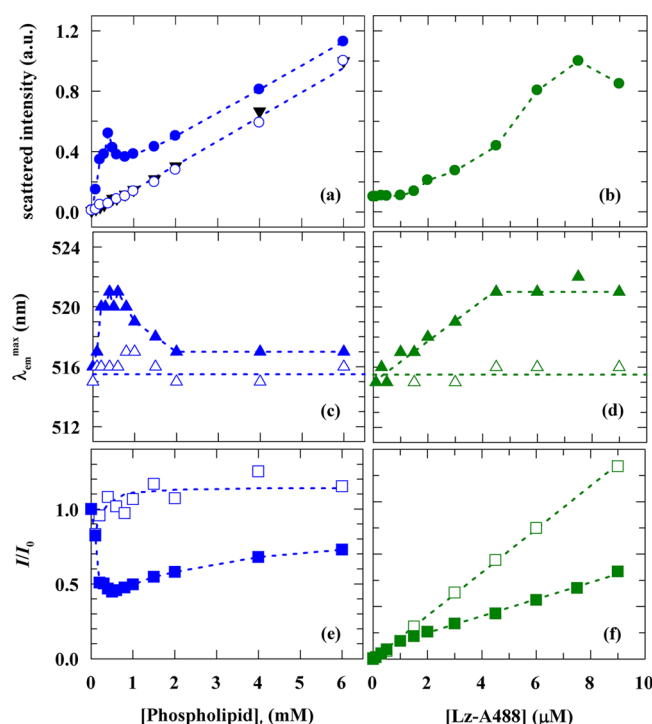 1.2
0.8
0.4
0.0
scattered intensity (a.u.)
(a)
(b)
524
520
516
512
λem max (nm)
(c)
(d)
1.0
0.5
0.0
I/I0
(e)
(f)
0 1 2 3 4 5 6
0 2 4 6 8 10
[Phospholipid]t (mM)
[Lz-A488] (μM)